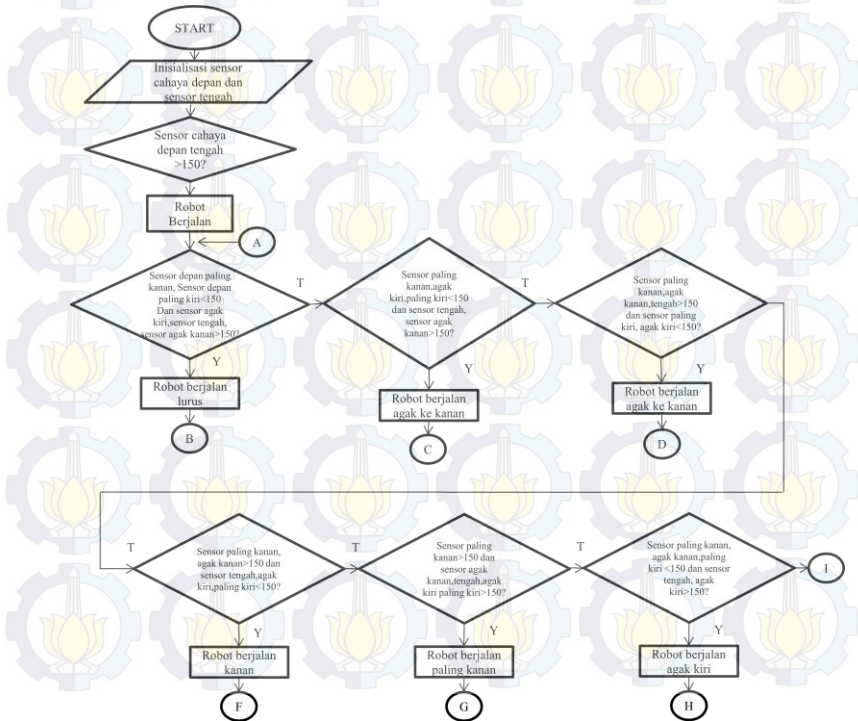 START
Inisialisasi sensor
cahaya depan dan
sensor tengah
Sensor cahaya
depan tengah
>150?
Robot
Berjalan
A
Sensor depan paling
kanan, Sensor depan
paling kiri<150
Dan sensor agak
kiri,sensor tengah,
sensor agak kanan>150?
T
Y
Robot berjalan
lurus
B
Sensor paling
kanan,agak
kiri,paling kiri<150
dan sensor tengah,
sensor agak
kanan>150?
T
Y
Robot berjalan
agak ke kanan
C
Sensor paling
kanan,agak
kanan,tengah>150
dan sensor paling
kiri, agak kiri<150?
Y
Robot berjalan
agak ke kanan
D
T
Sensor paling kanan,
agak kanan>150 dan
sensor tengah,agak
kiri,paling kiri<150?
T
Y
Robot berjalan
kanan
F
Sensor paling
kanan>150 dan
sensor agak
kanan,tengah,agak
kiri paling kiri>150?
T
Y
Robot berjalan
paling kanan
G
Sensor paling kanan,
agak kanan,paling
kiri <150 dan sensor
tengah, agak
kiri>150?
I
Y
Robot berjalan
agak kiri
H